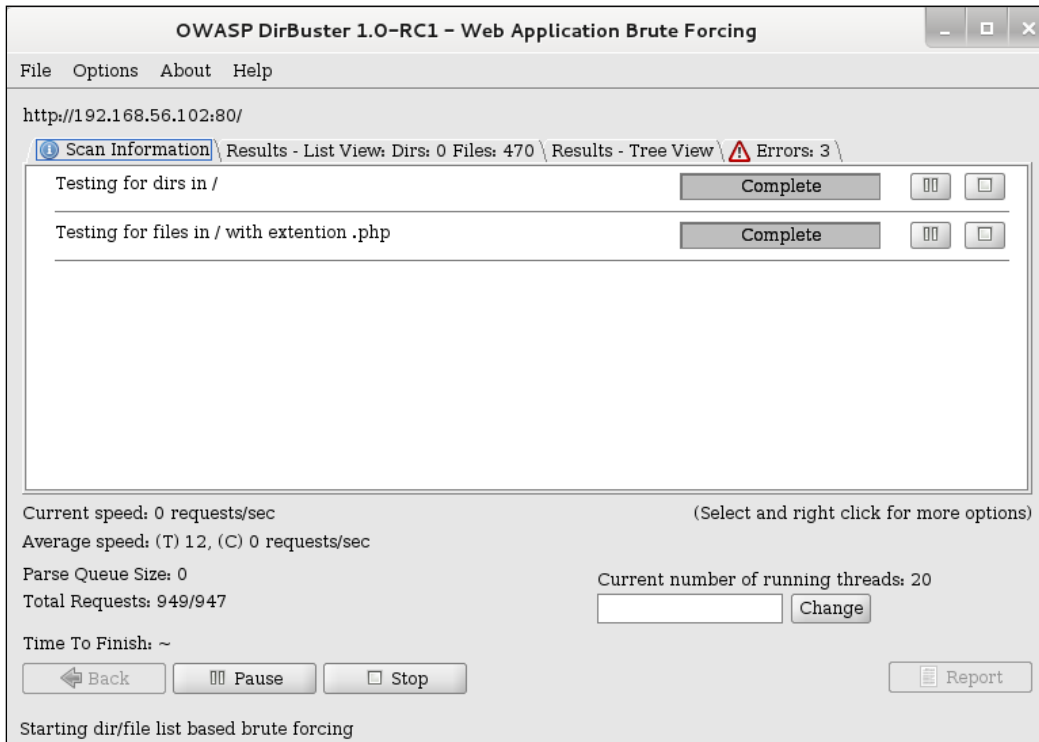 OWASP DirBuster 1.0-RC1 – Web Application Brute Forcing
File Options About Help
http://192.168.56.102:80/
Scan Information Results - List View: Dirs: 0 Files: 470 Results - Tree View Errors: 3
Testing for dirs in / Complete
Testing for files in / with extention .php Complete
Current speed: 0 requests/sec (Select and right click for more options)
Average speed: (T) 12, (C) 0 requests/sec
Parse Queue Size: 0
Current number of running threads: 20
Total Requests: 949/947
Change
Time To Finish: ~
Back Pause Stop Report
Starting dir/file list based brute forcing